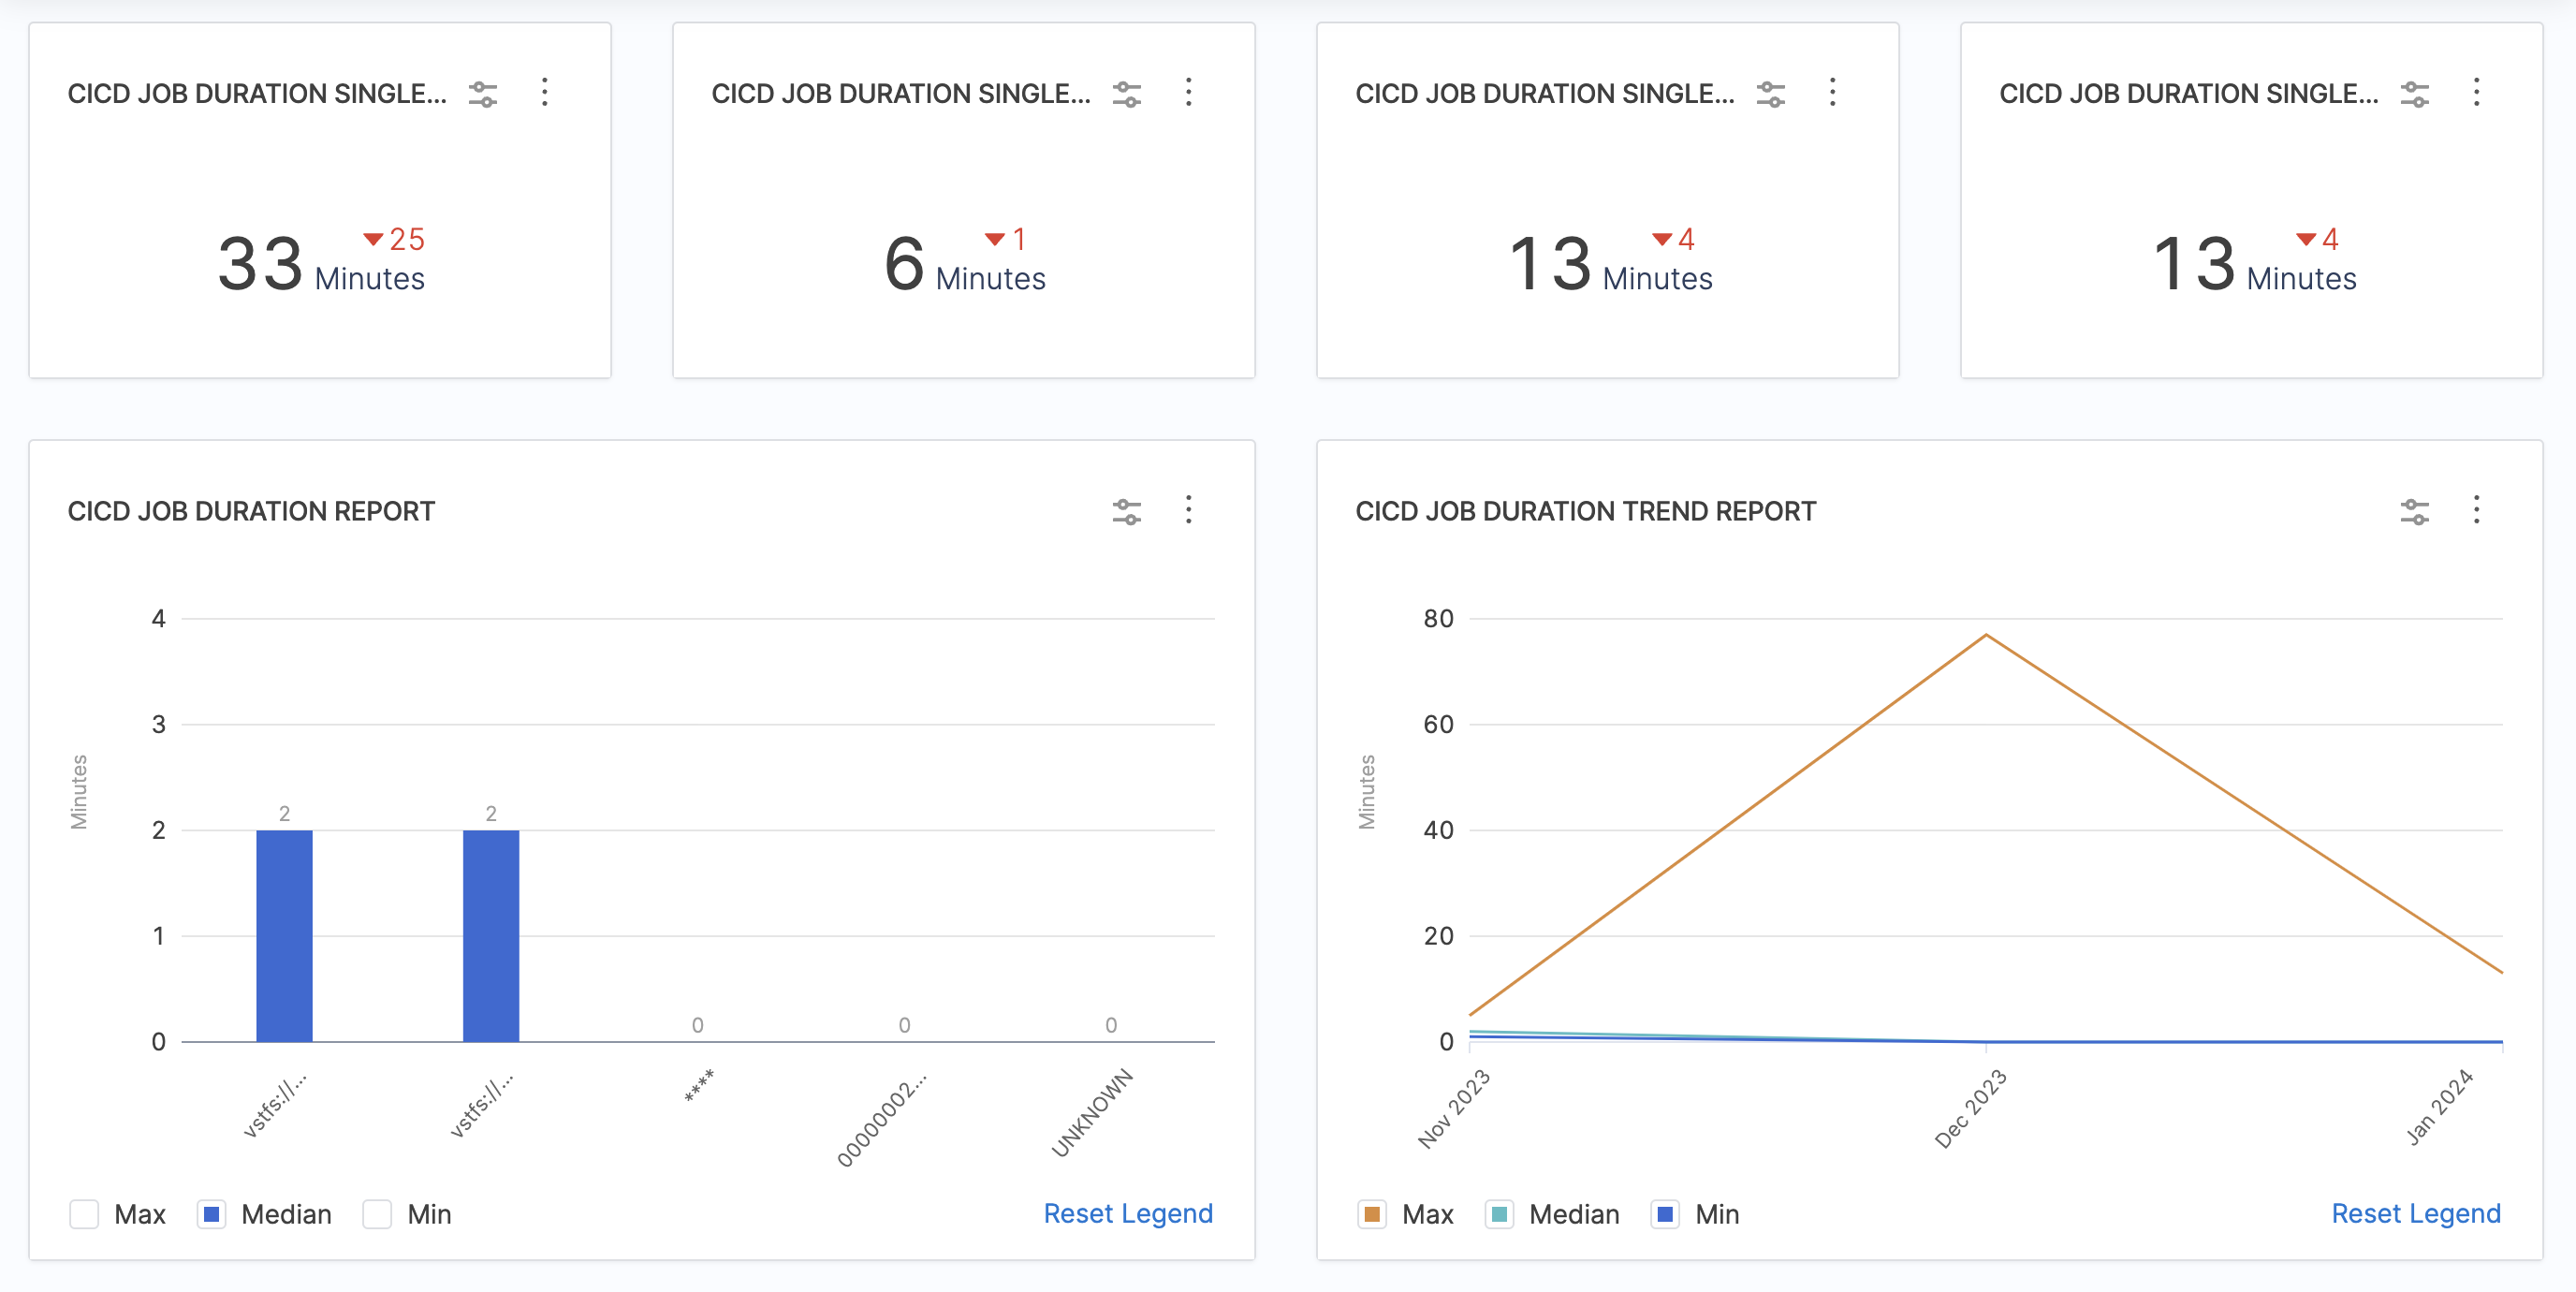 CICD JOB DURATION SINGLE...
33 25 Minutes
CICD JOB DURATION SINGLE...
6 1 Minutes
CICD JOB DURATION SINGLE...
13 4 Minutes
CICD JOB DURATION SINGLE...
13 4 Minutes
CICD JOB DURATION REPORT
Minutes
4
3
2
1
0
2
2
0
0
0
vstfs://...
vstfs://...
****
00000002...
UNKNOWN
Max Median Min Reset Legend
CICD JOB DURATION TREND REPORT
Minutes
80
60
40
20
0
Nov 2023
Dec 2023
Jan 2024
Max Median Min Reset Legend